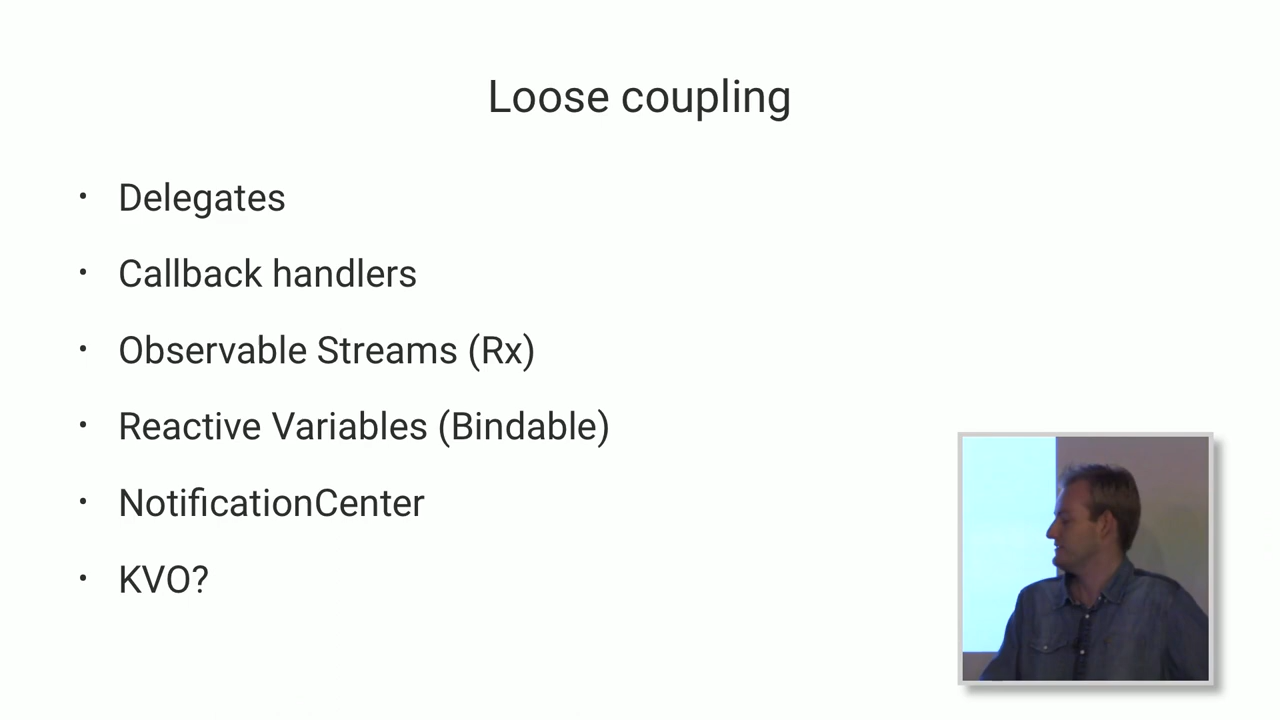 Loose coupling
• Delegates
• Callback handlers
• Observable Streams (Rx)
• Reactive Variables (Bindable)
• NotificationCenter
• KVO?